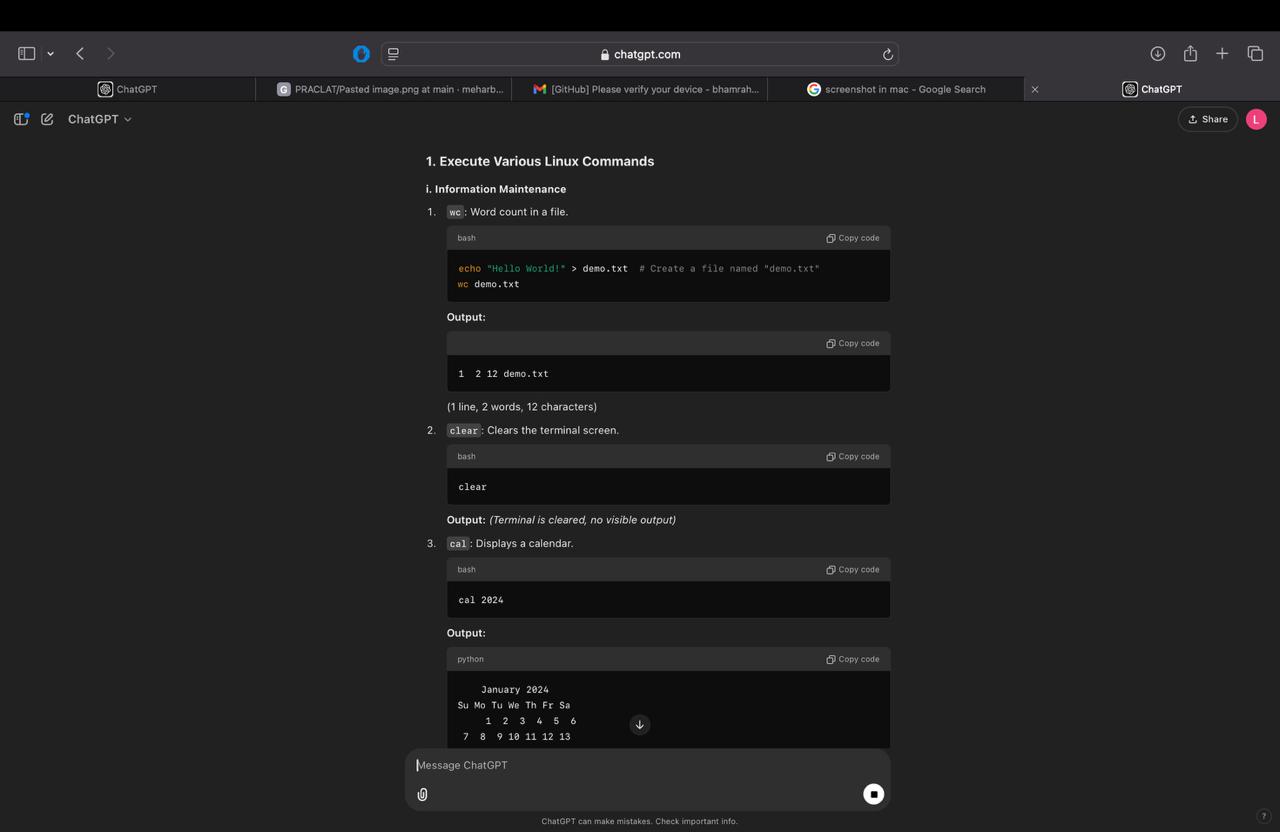 chatgpt.com
ChatGPT
PRACLAT/Pasted image.png at main · meharb...
[GitHub] Please verify your device - bhamrah...
screenshot in mac - Google Search
ChatGPT
ChatGPT
Share
L
1. Execute Various Linux Commands
i. Information Maintenance
1. wc: Word count in a file.
bash
Copy code
echo "Hello World!" > demo.txt  # Create a file named "demo.txt"
wc demo.txt
Output:
Copy code
1  2 12 demo.txt
(1 line, 2 words, 12 characters)
2. clear: Clears the terminal screen.
bash
Copy code
clear
Output: (Terminal is cleared, no visible output)
3. cal: Displays a calendar.
bash
Copy code
cal 2024
Output:
python
Copy code
January 2024
Su Mo Tu We Th Fr Sa
1  2  3  4  5  6
7  8  9 10 11 12 13
Message ChatGPT
ChatGPT can make mistakes. Check important info.
?